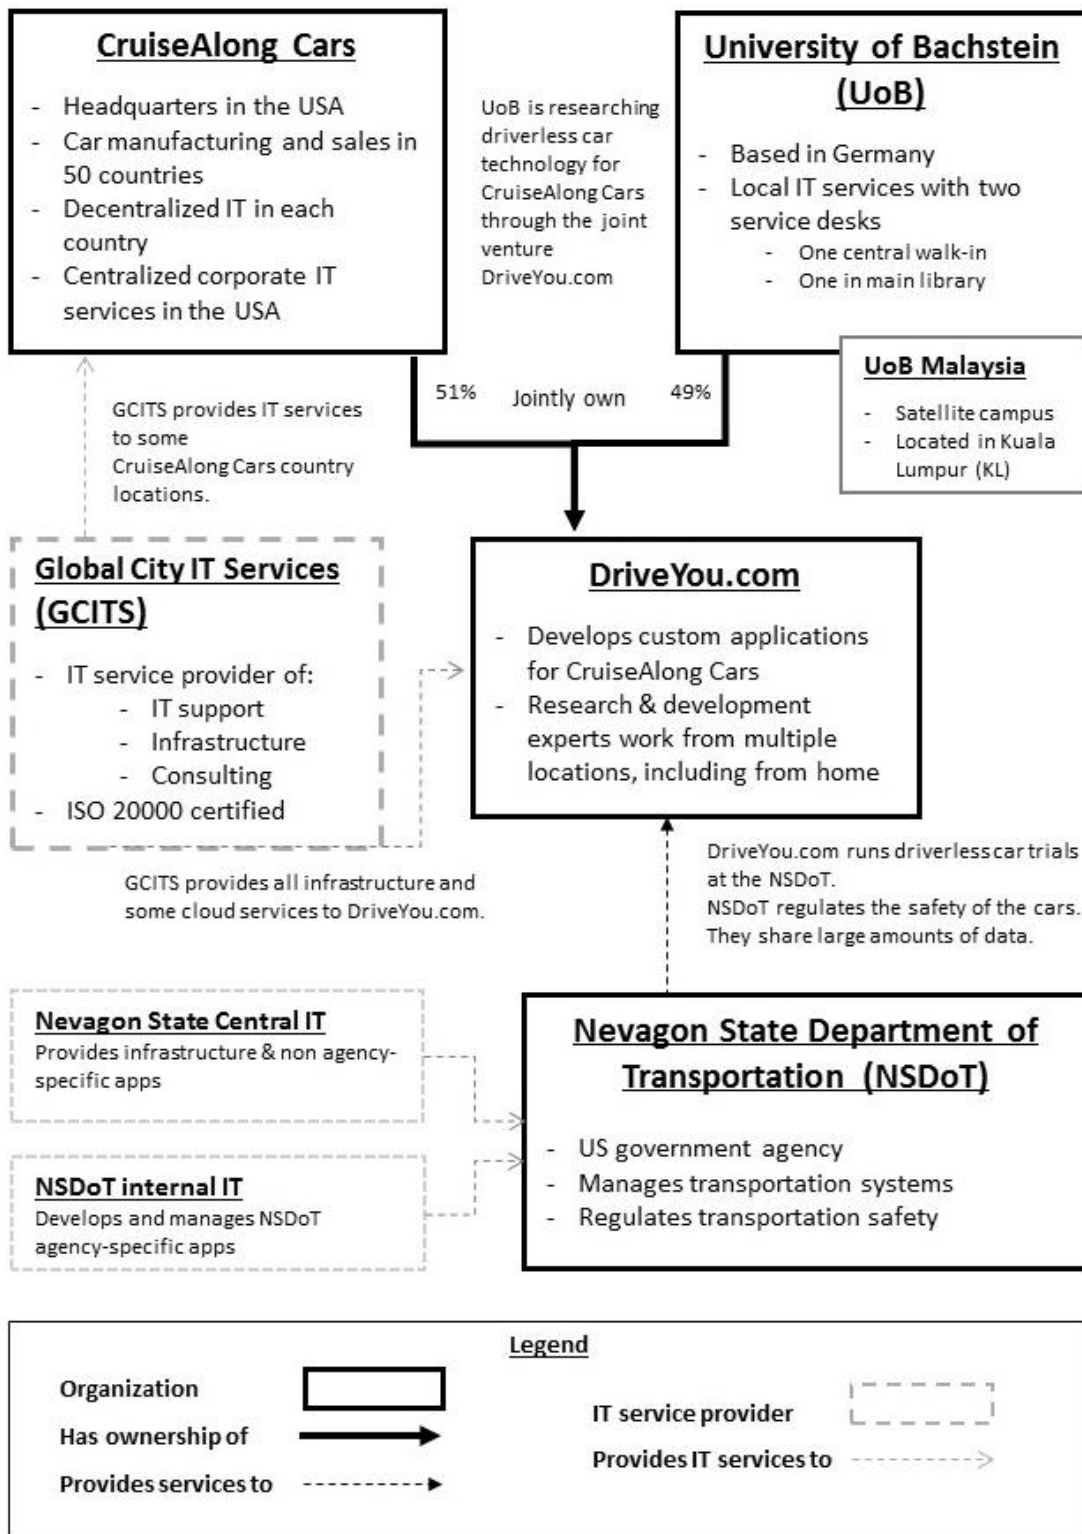 CruiseAlong Cars
- Headquarters in the USA
- Car manufacturing and sales in
50 countries
- Decentralized IT in each
country
- Centralized corporate IT
services in the USA
UoB is researching
driverless car
technology for
CruiseAlong Cars
through the joint
venture
DriveYou.com
University of Bachstein
(UoB)
- Based in Germany
- Local IT services with two
service desks
- One central walk-in
- One in main library
UoB Malaysia
- Satellite campus
- Located in Kuala
Lumpur (KL)
51%
Jointly own
49%
GCITS provides IT services
to some
CruiseAlong Cars country
locations.
Global City IT Services
(GCITS)
- IT service provider of:
- IT support
- Infrastructure
- Consulting
- ISO 20000 certified
DriveYou.com
- Develops custom applications
for CruiseAlong Cars
- Research & development
experts work from multiple
locations, including from home
GCITS provides all infrastructure and
some cloud services to DriveYou.com.
DriveYou.com runs driverless car trials
at the NSDoT.
NSDoT regulates the safety of the cars.
They share large amounts of data.
Nevagon State Central IT
Provides infrastructure & non agency-
specific apps
NSDoT internal IT
Develops and manages NSDoT
agency-specific apps
Nevagon State Department of
Transportation (NSDoT)
- US government agency
- Manages transportation systems
- Regulates transportation safety
Legend
Organization
Has ownership of
Provides services to
IT service provider
Provides IT services to